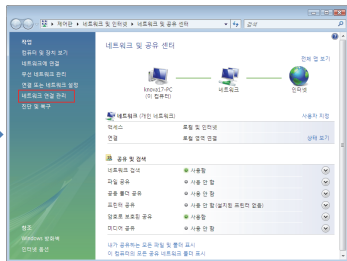 제어판 ▸ 네트워크 및 인터넷 ▸ 네트워크 및 공유 센터
검색
작업
컴퓨터 및 장치 보기
네트워크에 연결
무선 네트워크 관리
연결 또는 네트워크 설정
네트워크 연결 관리
진단 및 복구
네트워크 및 공유 센터
전체 맵 보기
knova17-PC
(이 컴퓨터)
네트워크
인터넷
네트워크 (개인 네트워크)
사용자 지정
액세스
로컬 및 인터넷
연결
로컬 영역 연결
상태 보기
공유 및 검색
네트워크 검색
사용함
파일 공유
사용 안 함
공용 폴더 공유
사용 안 함
프린터 공유
사용 안 함(설치된 프린터 없음)
암호로 보호된 공유
사용함
미디어 공유
사용 안 함
내가 공유하는 모든 파일 및 폴더 표시
이 컴퓨터의 모든 공유 네트워크 폴더 표시
참조
Windows 방화벽
인터넷 옵션